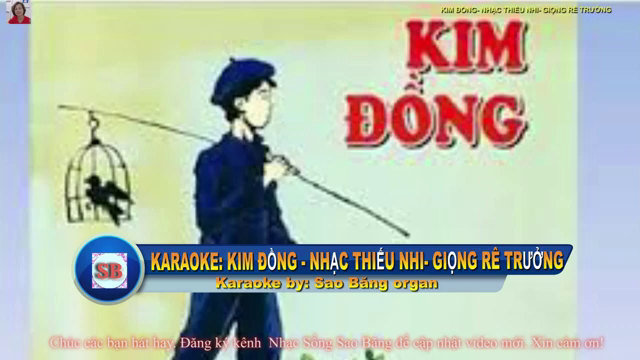 KIM ĐỒNG- NHẠC THIẾU NHI- GIỌNG RÊ TRƯỞNG
KIM
ĐỒNG
SB
KARAOKE: KIM ĐỒNG - NHẠC THIẾU NHI- GIỌNG RÊ TRƯỞNG
Karaoke by: Sao Băng organ
Chúc các bạn hát hay, Đăng ký kênh Nhạc Sống Sao Băng để cập nhật video mới. Xin cảm ơn!